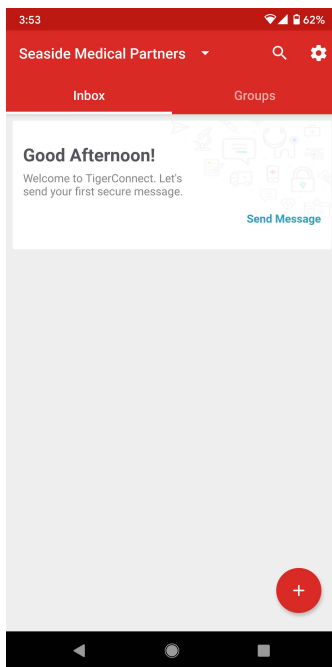 3:53
62%
Seaside Medical Partners
Inbox
Groups
Good Afternoon!
Welcome to TigerConnect. Let's
send your first secure message.
Send Message